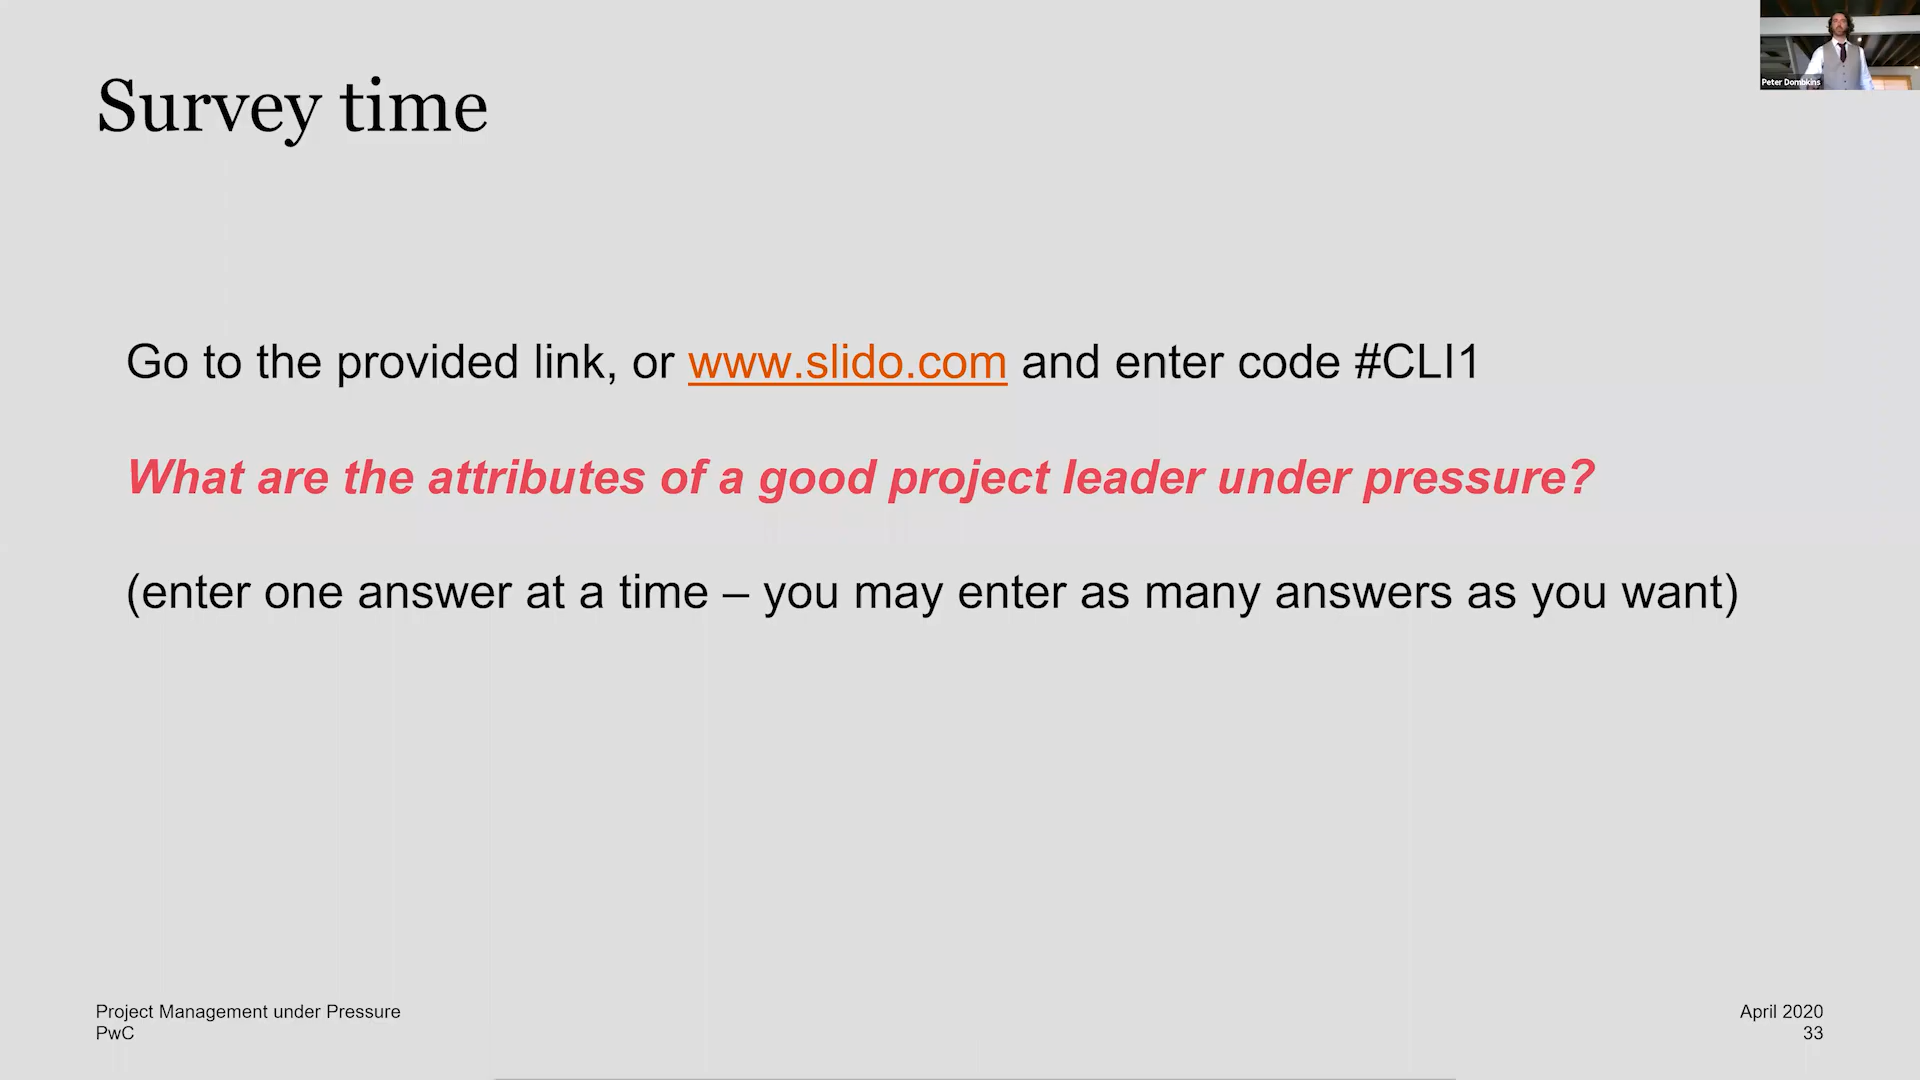 Survey time
Peter Dombkins
Go to the provided link, or www.slido.com and enter code #CLI1
What are the attributes of a good project leader under pressure?
(enter one answer at a time – you may enter as many answers as you want)
Project Management under Pressure
PwC
April 2020
33